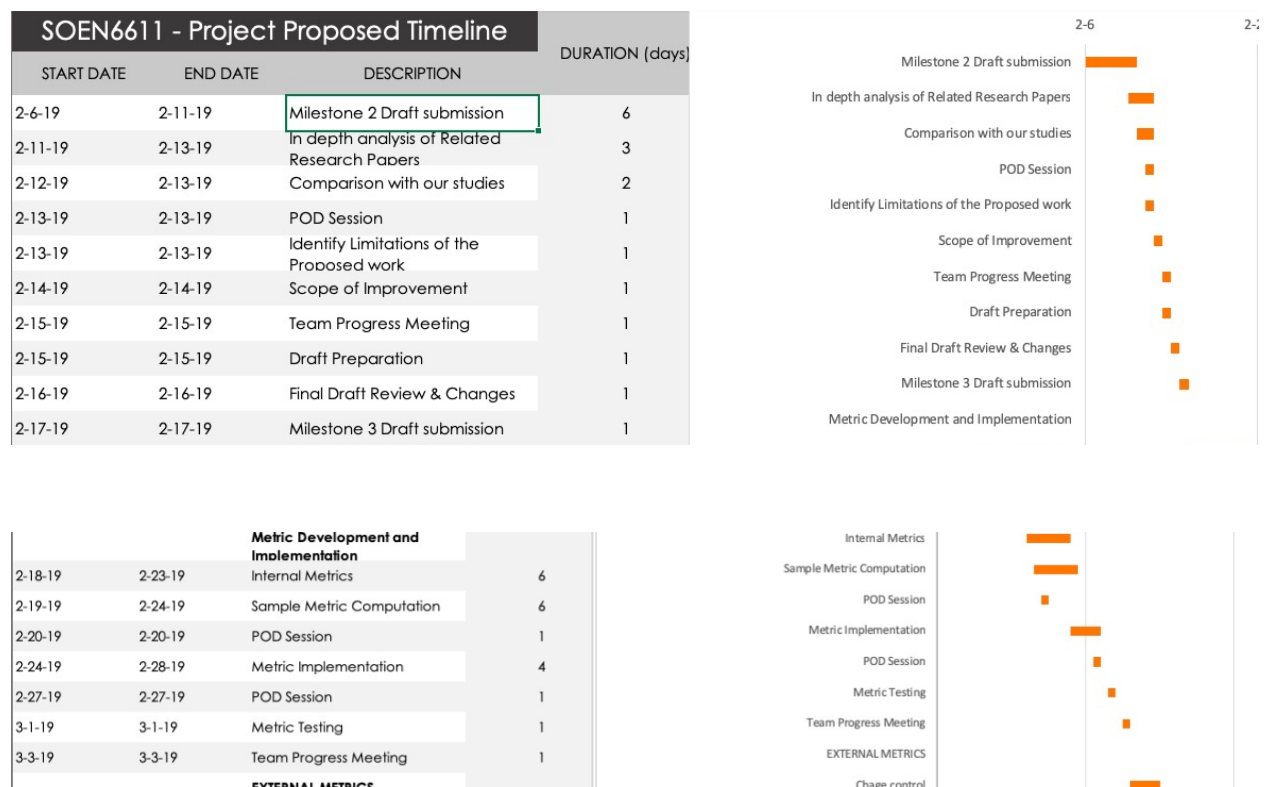 SOEN6611 - Project Proposed Timeline
DURATION (days)
START DATE END DATE DESCRIPTION
2-6-19 2-11-19 Milestone 2 Draft submission 6
2-11-19 2-13-19 In depth analysis of Related
Research Papers 3
2-12-19 2-13-19 Comparison with our studies 2
2-13-19 2-13-19 POD Session 1
2-13-19 2-13-19 Identify Limitations of the
Proposed work 1
2-14-19 2-14-19 Scope of Improvement 1
2-15-19 2-15-19 Team Progress Meeting 1
2-15-19 2-15-19 Draft Preparation 1
2-16-19 2-16-19 Final Draft Review & Changes 1
2-17-19 2-17-19 Milestone 3 Draft submission 1
2-6
Milestone 2 Draft submission
In depth analysis of Related Research Papers
Comparison with our studies
POD Session
Identify Limitations of the Proposed work
Scope of Improvement
Team Progress Meeting
Draft Preparation
Final Draft Review & Changes
Milestone 3 Draft submission
Metric Development and Implementation
Metric Development and
Implementation
2-18-19 2-23-19 Internal Metrics 6
2-19-19 2-24-19 Sample Metric Computation 6
2-20-19 2-20-19 POD Session 1
2-24-19 2-28-19 Metric Implementation 4
2-27-19 2-27-19 POD Session 1
3-1-19 3-1-19 Metric Testing 1
3-3-19 3-3-19 Team Progress Meeting 1
EXTERNAL METRICS
Internal Metrics
Sample Metric Computation
POD Session
Metric Implementation
POD Session
Metric Testing
Team Progress Meeting
EXTERNAL METRICS
Chage control